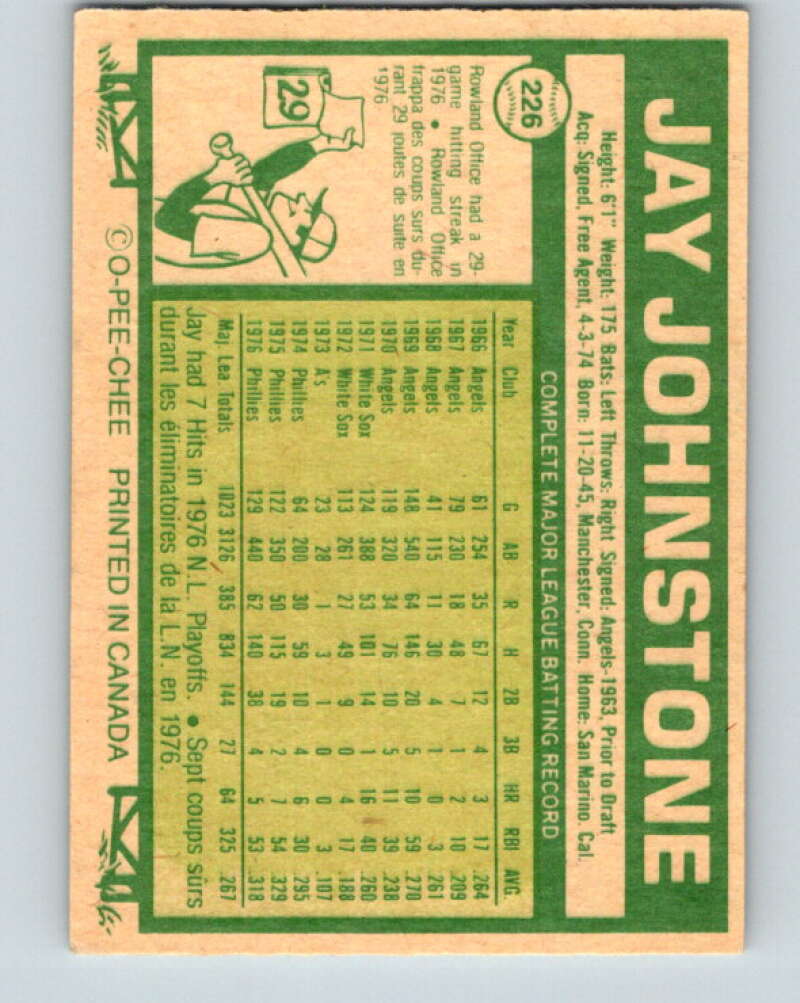 JAY JOHNSTONE
Height: 6'1" Weight: 175 Bats: Left Throws: Right Signed: Angels-1963, Prior to Draft
Acq: Signed, Free Agent, 4-3-74 Born: 11-20-45, Manchester, Conn. Home: San Marino, Cal.
226
COMPLETE MAJOR LEAGUE BATTING RECORD
Rowland Office had a 29-
game hitting streak in
1976 • Rowland Office
frappa des coups surs du-
rant 29 joutes de suite en
1976
29
Year Club G AB R H 2B 3B HR RBI AVG.
1966 Angels 61 254 35 67 12 4 3 17 .264
1967 Angels 79 230 18 48 7 1 2 10 .209
1968 Angels 41 115 11 30 4 1 0 3 .261
1969 Angels 148 540 64 146 20 5 10 59 .270
1970 Angels 119 320 34 76 10 5 11 39 .238
1971 White Sox 124 388 53 101 14 1 16 40 .260
1972 White Sox 113 261 27 49 9 0 4 17 .188
1973 A's 23 28 1 3 1 0 0 3 .107
1974 Phillies 64 200 30 59 10 4 6 30 .295
1975 Phillies 122 350 50 115 19 2 7 54 .329
1976 Phillies 129 440 62 140 38 4 5 53 .318
Maj. Lea Totals 1023 3126 385 834 144 27 64 325 .267
Jay had 7 Hits in 1976 N.L. Playoffs. • Sept coups sûrs
durant les éliminatoires de la L.N. en 1976.
©O-PEE-CHEE PRINTED IN CANADA